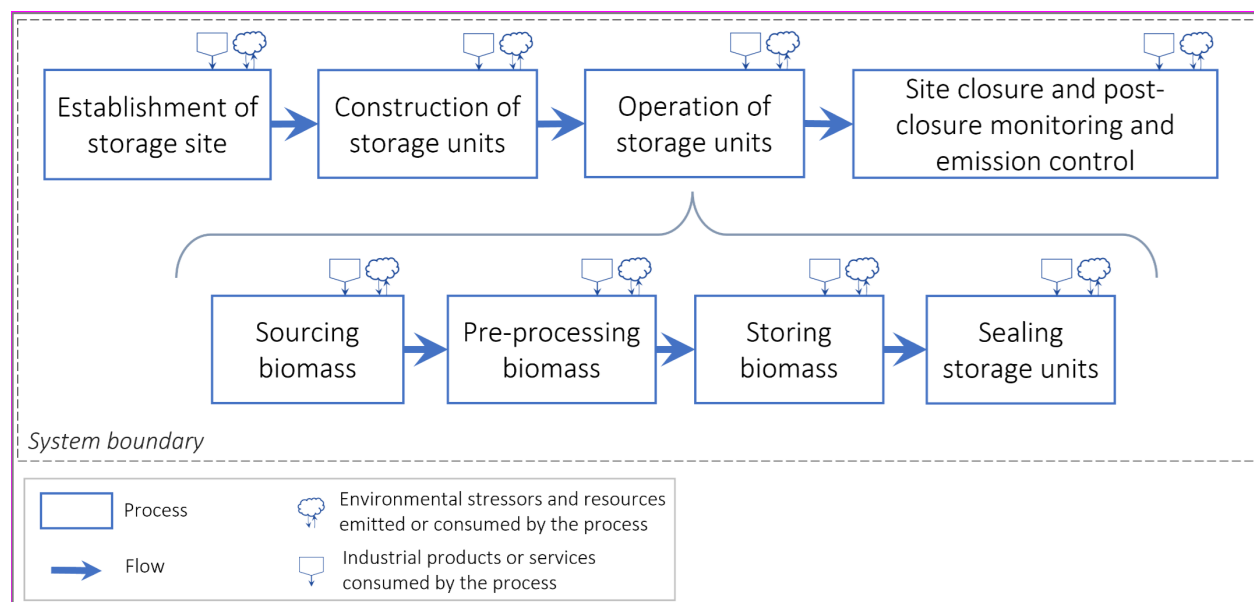 Establishment of
storage site
Construction of
storage units
Operation of
storage units
Site closure and post-
closure monitoring and
emission control
Sourcing
biomass
Pre-processing
biomass
Storing
biomass
Sealing
storage units
System boundary
Process
Flow
Environmental stressors and resources
emitted or consumed by the process
Industrial products or services
consumed by the process